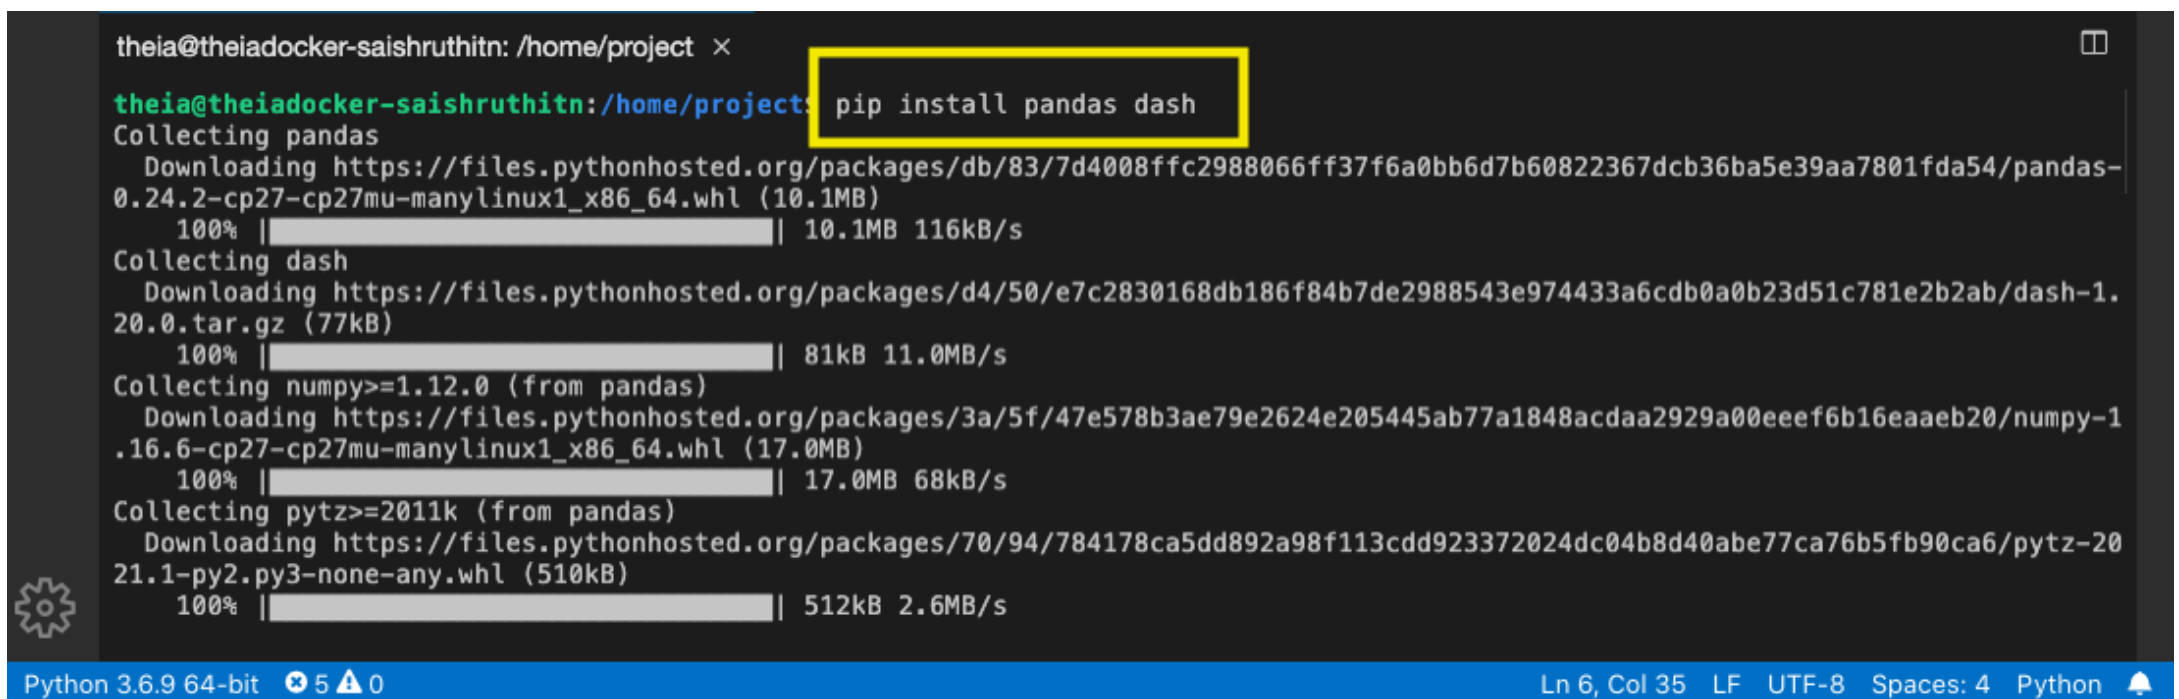 theia@theiadocker-saishruthitn: /home/project ×
theia@theiadocker-saishruthitn:/home/project$ pip install pandas dash
Collecting pandas
  Downloading https://files.pythonhosted.org/packages/db/83/7d4008ffc2988066ff37f6a0bb6d7b60822367dcb36ba5e39aa7801fda54/pandas-
0.24.2-cp27-cp27mu-manylinux1_x86_64.whl (10.1MB)
    100% |                                | 10.1MB 116kB/s
Collecting dash
  Downloading https://files.pythonhosted.org/packages/d4/50/e7c2830168db186f84b7de2988543e974433a6cdb0a0b23d51c781e2b2ab/dash-1.
20.0.tar.gz (77kB)
    100% |                                | 81kB 11.0MB/s
Collecting numpy>=1.12.0 (from pandas)
  Downloading https://files.pythonhosted.org/packages/3a/5f/47e578b3ae79e2624e205445ab77a1848acdaa2929a00eeef6b16eaaeb20/numpy-1
.16.6-cp27-cp27mu-manylinux1_x86_64.whl (17.0MB)
    100% |                                | 17.0MB 68kB/s
Collecting pytz>=2011k (from pandas)
  Downloading https://files.pythonhosted.org/packages/70/94/784178ca5dd892a98f113cdd923372024dc04b8d40abe77ca76b5fb90ca6/pytz-20
21.1-py2.py3-none-any.whl (510kB)
    100% |                                | 512kB 2.6MB/s
Python 3.6.9 64-bit 5 0 Ln 6, Col 35 LF UTF-8 Spaces: 4 Python